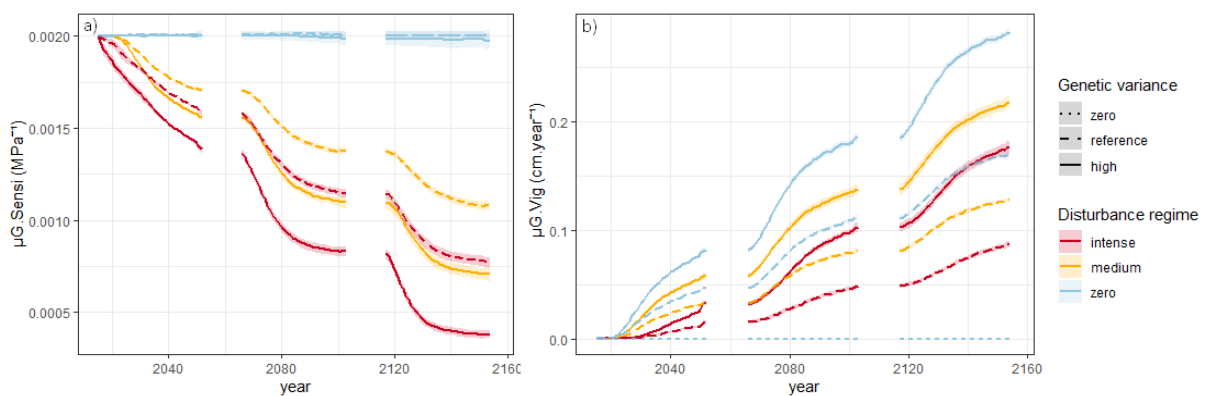 a)
0.0020
0.0015
0.0010
0.0005
µG.Sensi (MPa⁻¹)
2040 2080 2120 2160
year
b)
0.2
0.1
0.0
µG.Vig (cm.year⁻¹)
2040 2080 2120 2160
year
Genetic variance
zero
reference
high
Disturbance regime
intense
medium
zero